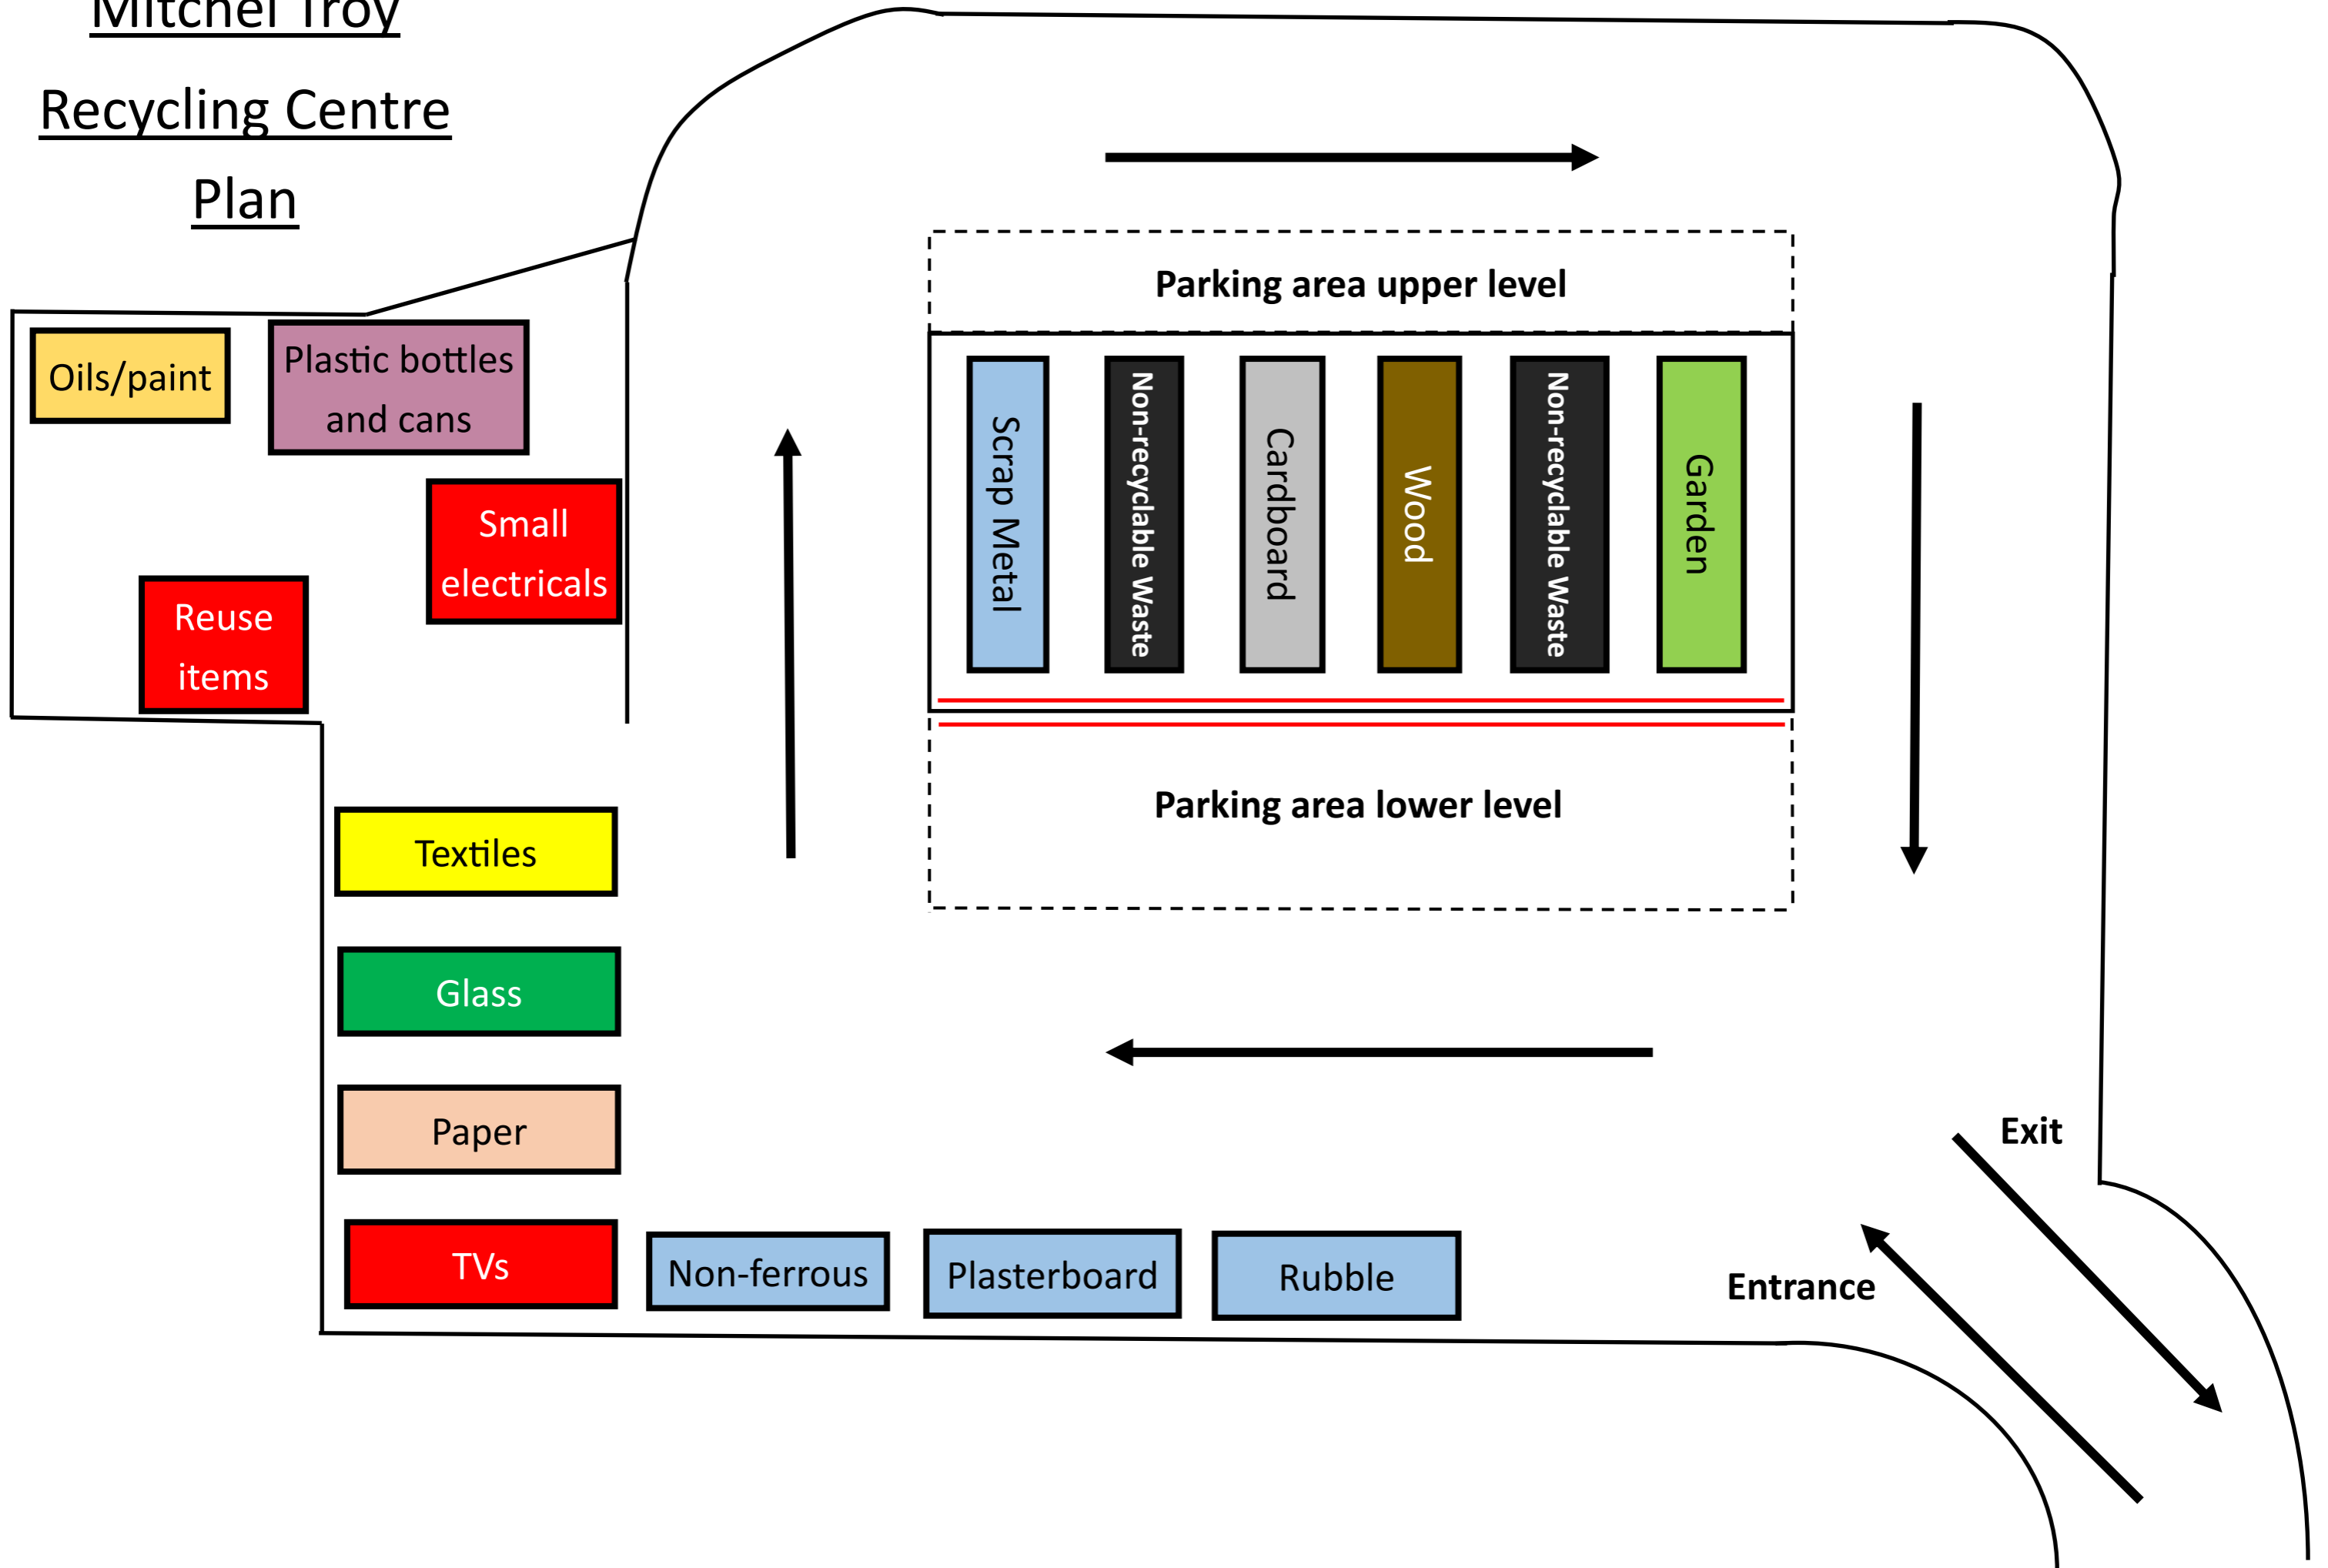 Mitchel Troy
Recycling Centre
Plan
Parking area upper level
Oils/paint
Plastic bottles
and cans
Small
electricals
Reuse
items
Scrap Metal
Non-recyclable Waste
Cardboard
Wood
Non-recyclable Waste
Garden
Parking area lower level
Textiles
Glass
Paper
TVs
Non-ferrous
Plasterboard
Rubble
Exit
Entrance